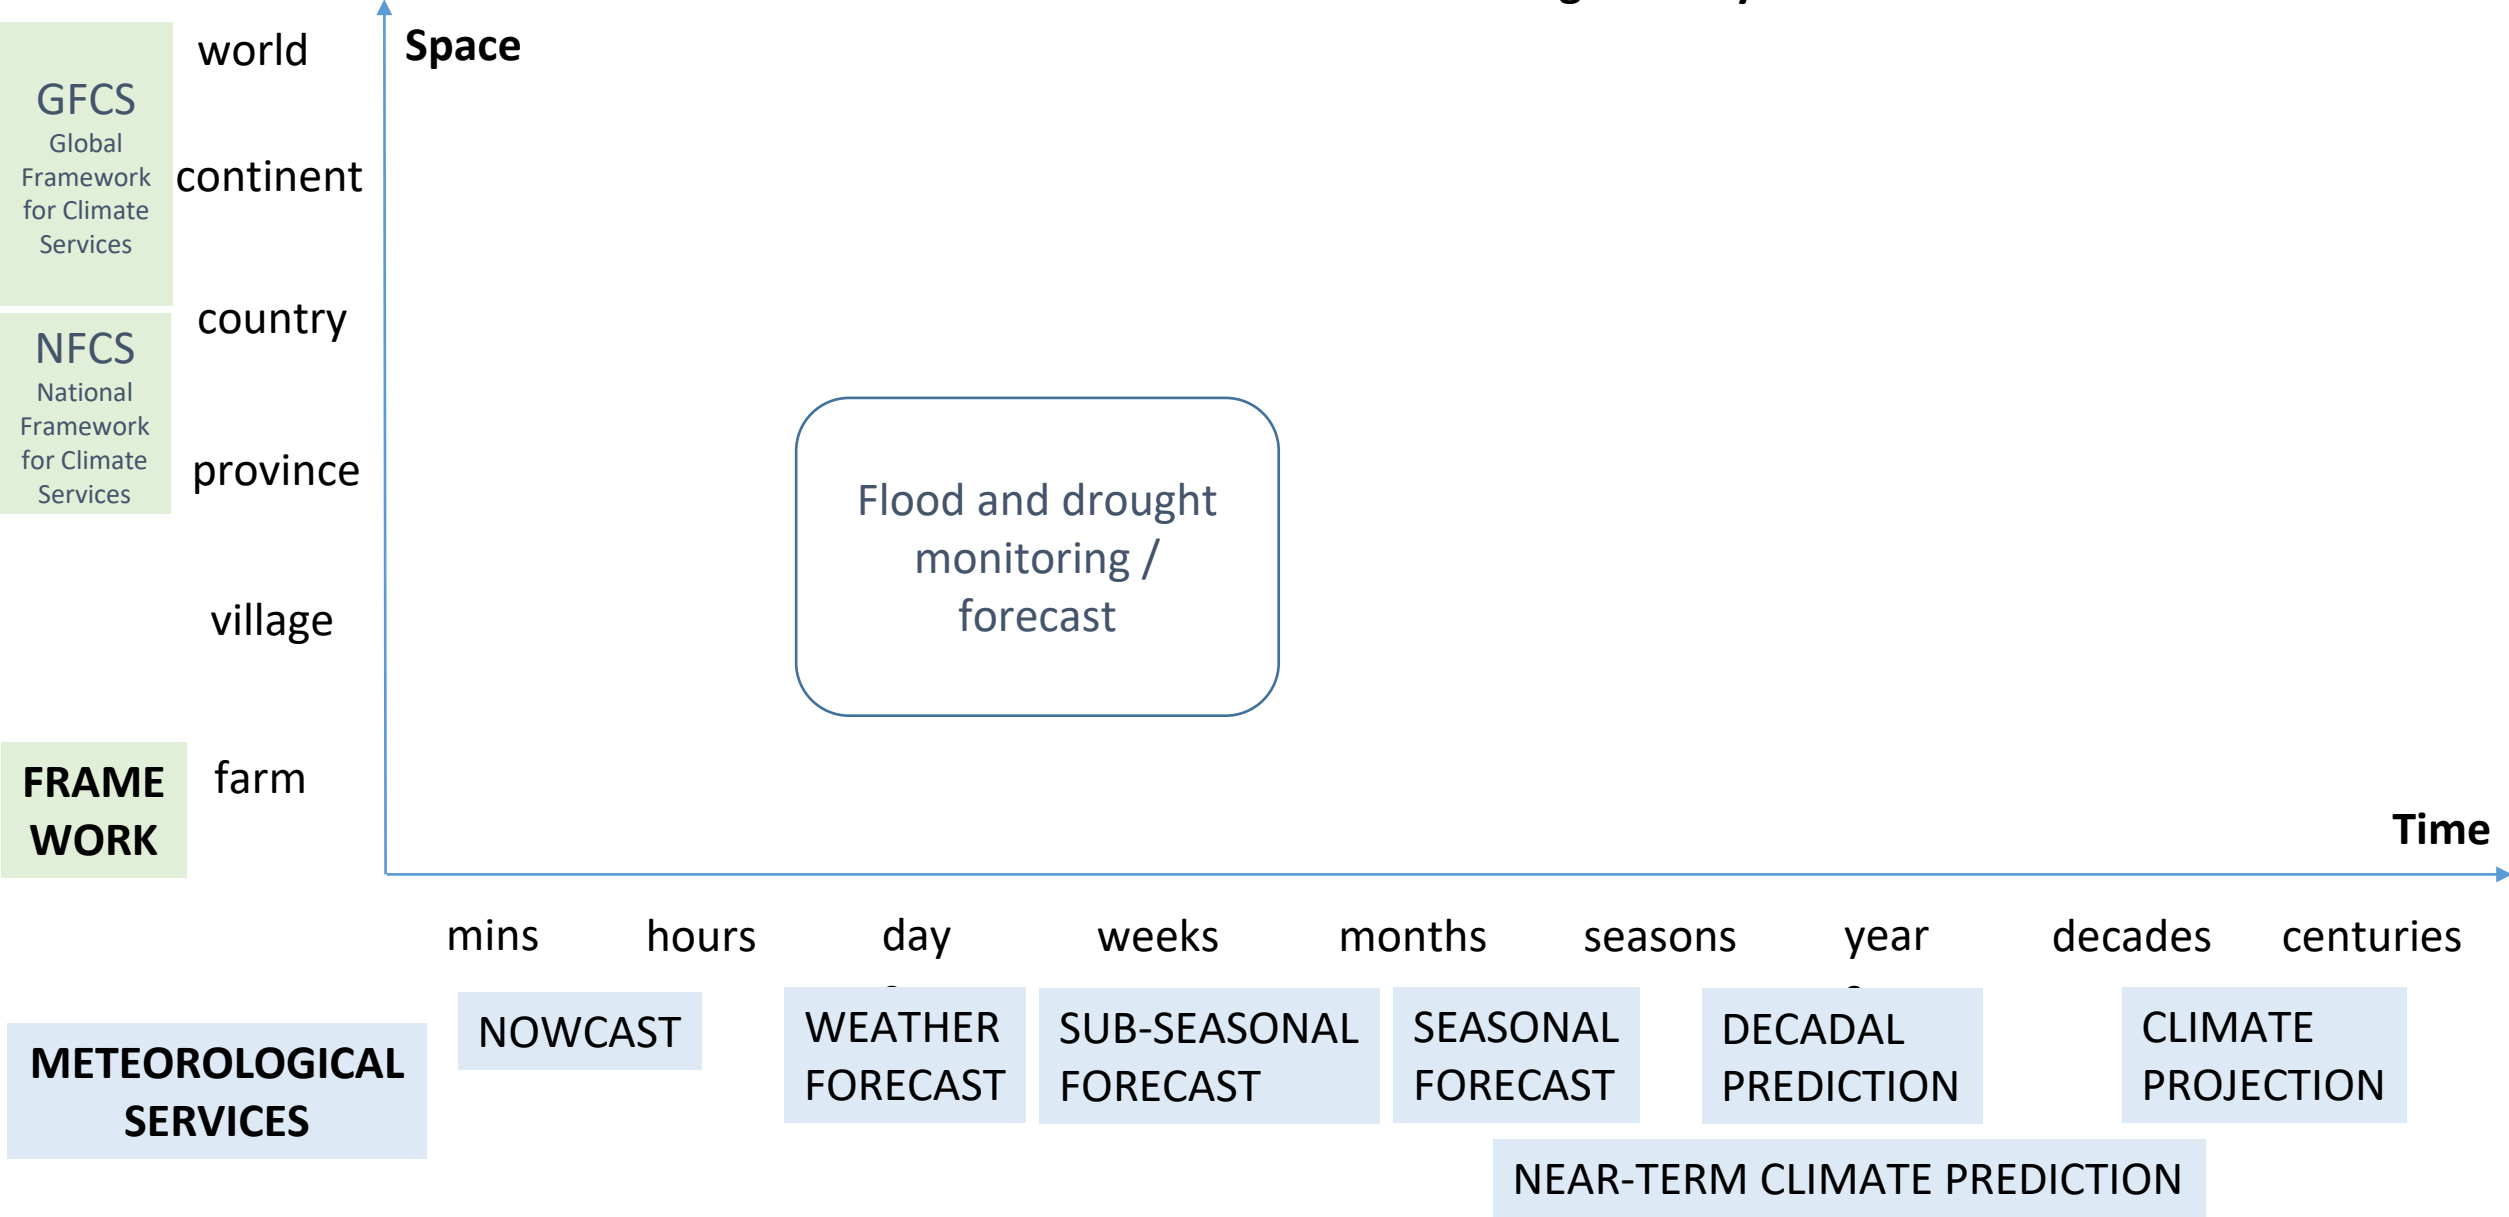 world
Space
GFCS
Global
Framework
for Climate
Services
continent
country
NFCS
National
Framework
for Climate
Services
province
Flood and drought
monitoring /
forecast
village
FRAME
WORK
farm
Time
mins
hours
day
weeks
months
seasons
year
decades
centuries
METEOROLOGICAL
SERVICES
NOWCAST
WEATHER
FORECAST
SUB-SEASONAL
FORECAST
SEASONAL
FORECAST
DECADAL
PREDICTION
CLIMATE
PROJECTION
NEAR-TERM CLIMATE PREDICTION